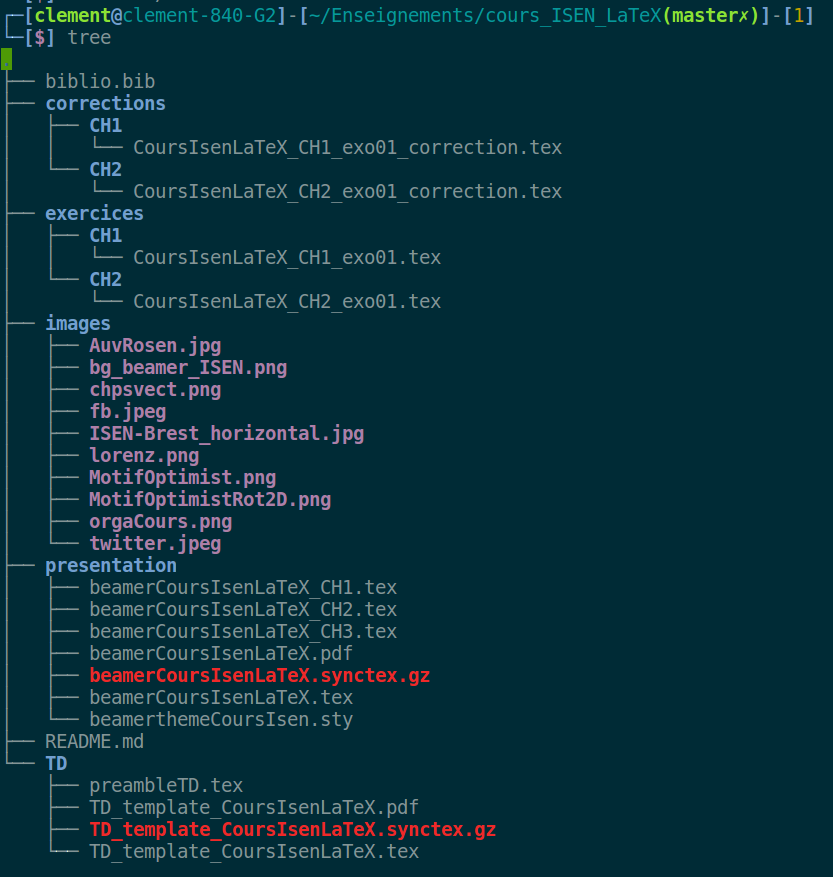 ┌─[clement@clement-840-G2]-[~/Enseignements/cours_ISEN_LaTeX(master✗)]-[1]
└─[$] tree
.
├── biblio.bib
├── corrections
│   ├── CH1
│   │   └── CoursIsenLaTeX_CH1_exo01_correction.tex
│   └── CH2
│       └── CoursIsenLaTeX_CH2_exo01_correction.tex
├── exercices
│   ├── CH1
│   │   └── CoursIsenLaTeX_CH1_exo01.tex
│   └── CH2
│       └── CoursIsenLaTeX_CH2_exo01.tex
├── images
│   ├── AuvRosen.jpg
│   ├── bg_beamer_ISEN.png
│   ├── chpsvect.png
│   ├── fb.jpeg
│   ├── ISEN-Brest_horizontal.jpg
│   ├── lorenz.png
│   ├── MotifOptimist.png
│   ├── MotifOptimistRot2D.png
│   ├── orgaCours.png
│   └── twitter.jpeg
├── presentation
│   ├── beamerCoursIsenLaTeX_CH1.tex
│   ├── beamerCoursIsenLaTeX_CH2.tex
│   ├── beamerCoursIsenLaTeX_CH3.tex
│   ├── beamerCoursIsenLaTeX.pdf
│   ├── beamerCoursIsenLaTeX.synctex.gz
│   ├── beamerCoursIsenLaTeX.tex
│   └── beamerthemeCoursIsen.sty
├── README.md
└── TD
    ├── preambleTD.tex
    ├── TD_template_CoursIsenLaTeX.pdf
    ├── TD_template_CoursIsenLaTeX.synctex.gz
    └── TD_template_CoursIsenLaTeX.tex